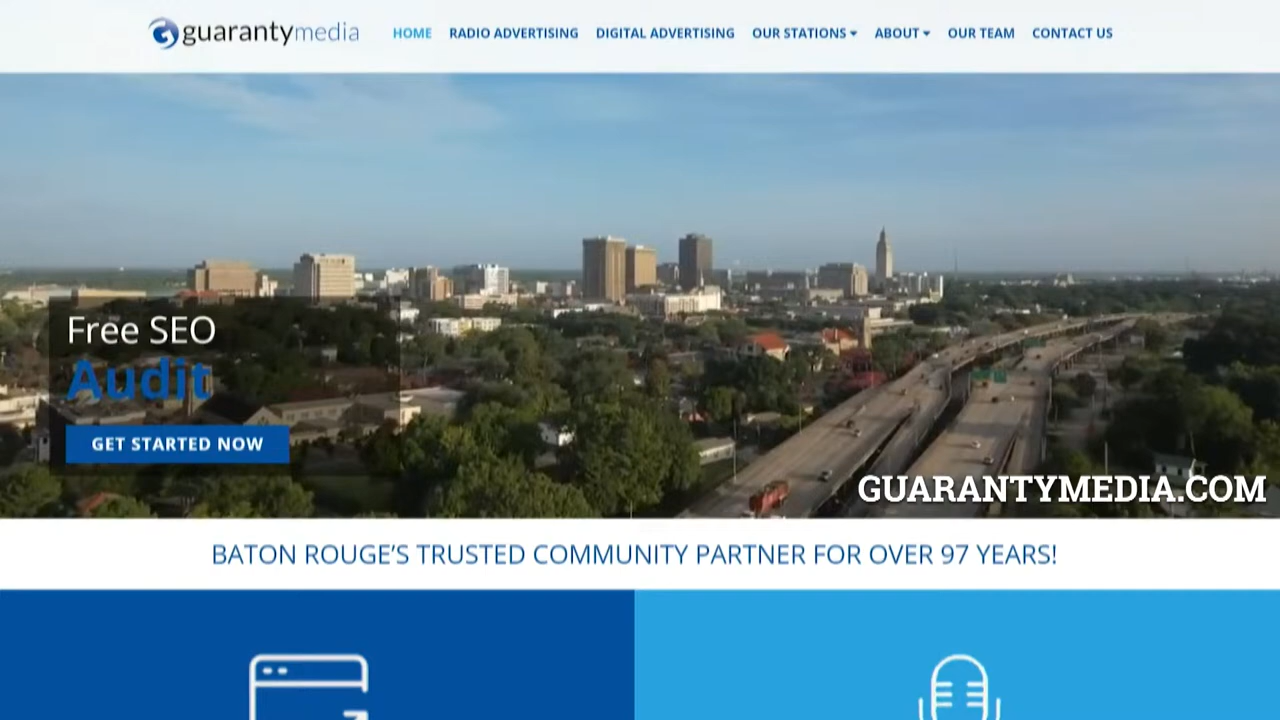 guarantymedia
HOME RADIO ADVERTISING DIGITAL ADVERTISING OUR STATIONS ABOUT OUR TEAM CONTACT US
Free SEO
Audit
GET STARTED NOW
GUARANTYMEDIA.COM
BATON ROUGE'S TRUSTED COMMUNITY PARTNER FOR OVER 97 YEARS!